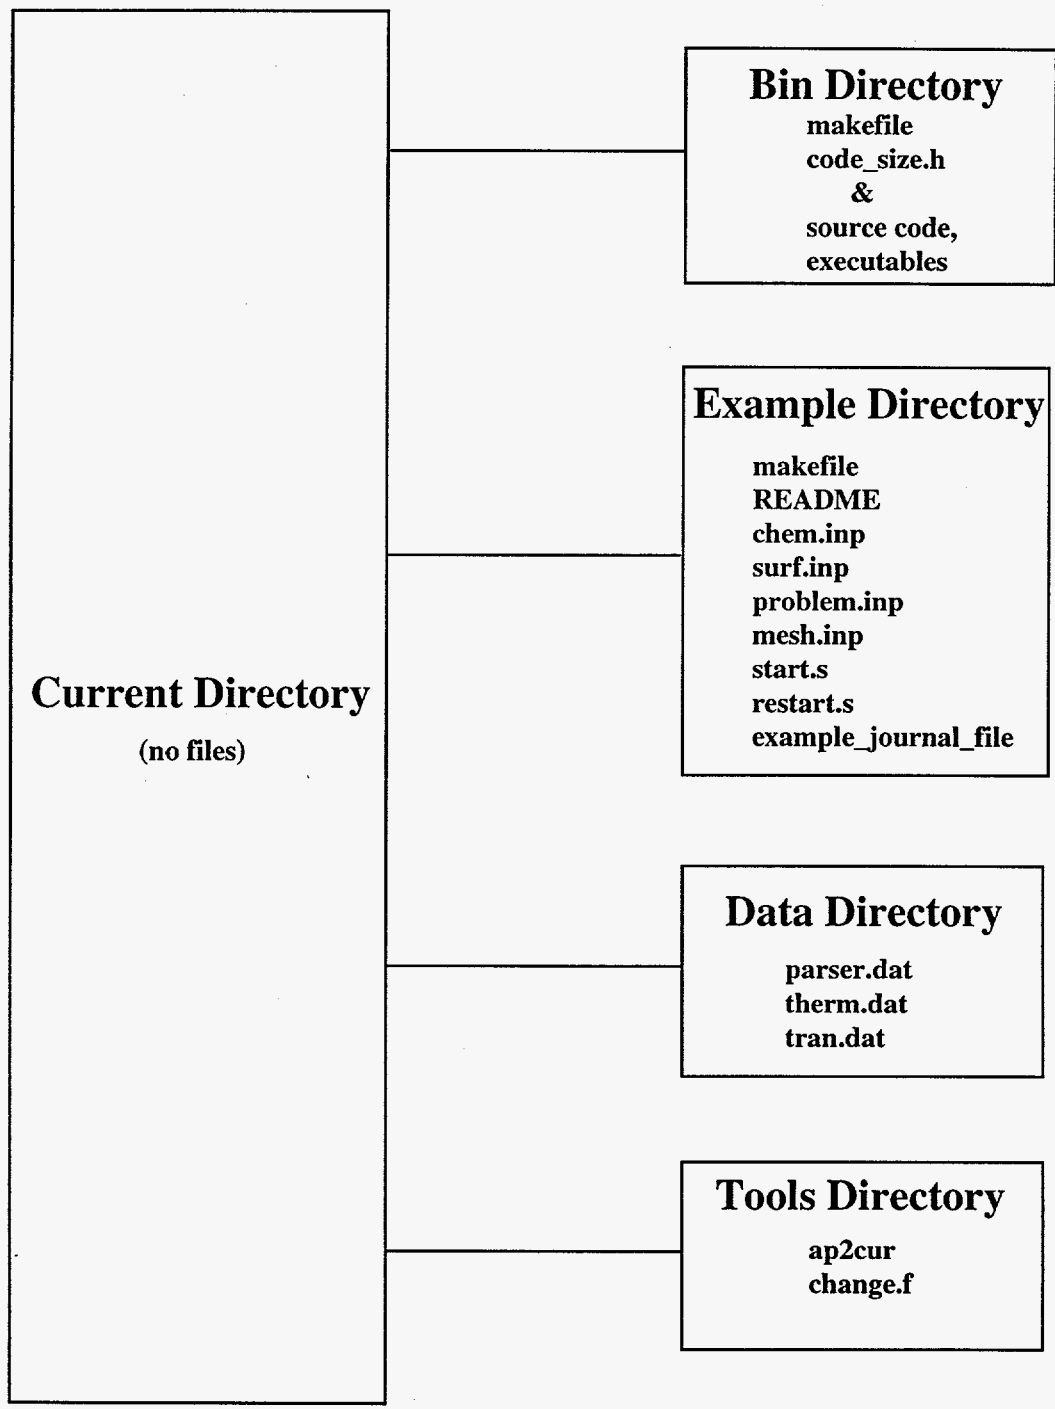 Current Directory
(no files)
Bin Directory
makefile
code_size.h
&
source code,
executables
Example Directory
makefile
README
chem.inp
surf.inp
problem.inp
mesh.inp
start.s
restart.s
example_journal_file
Data Directory
parser.dat
therm.dat
tran.dat
Tools Directory
ap2cur
change.f